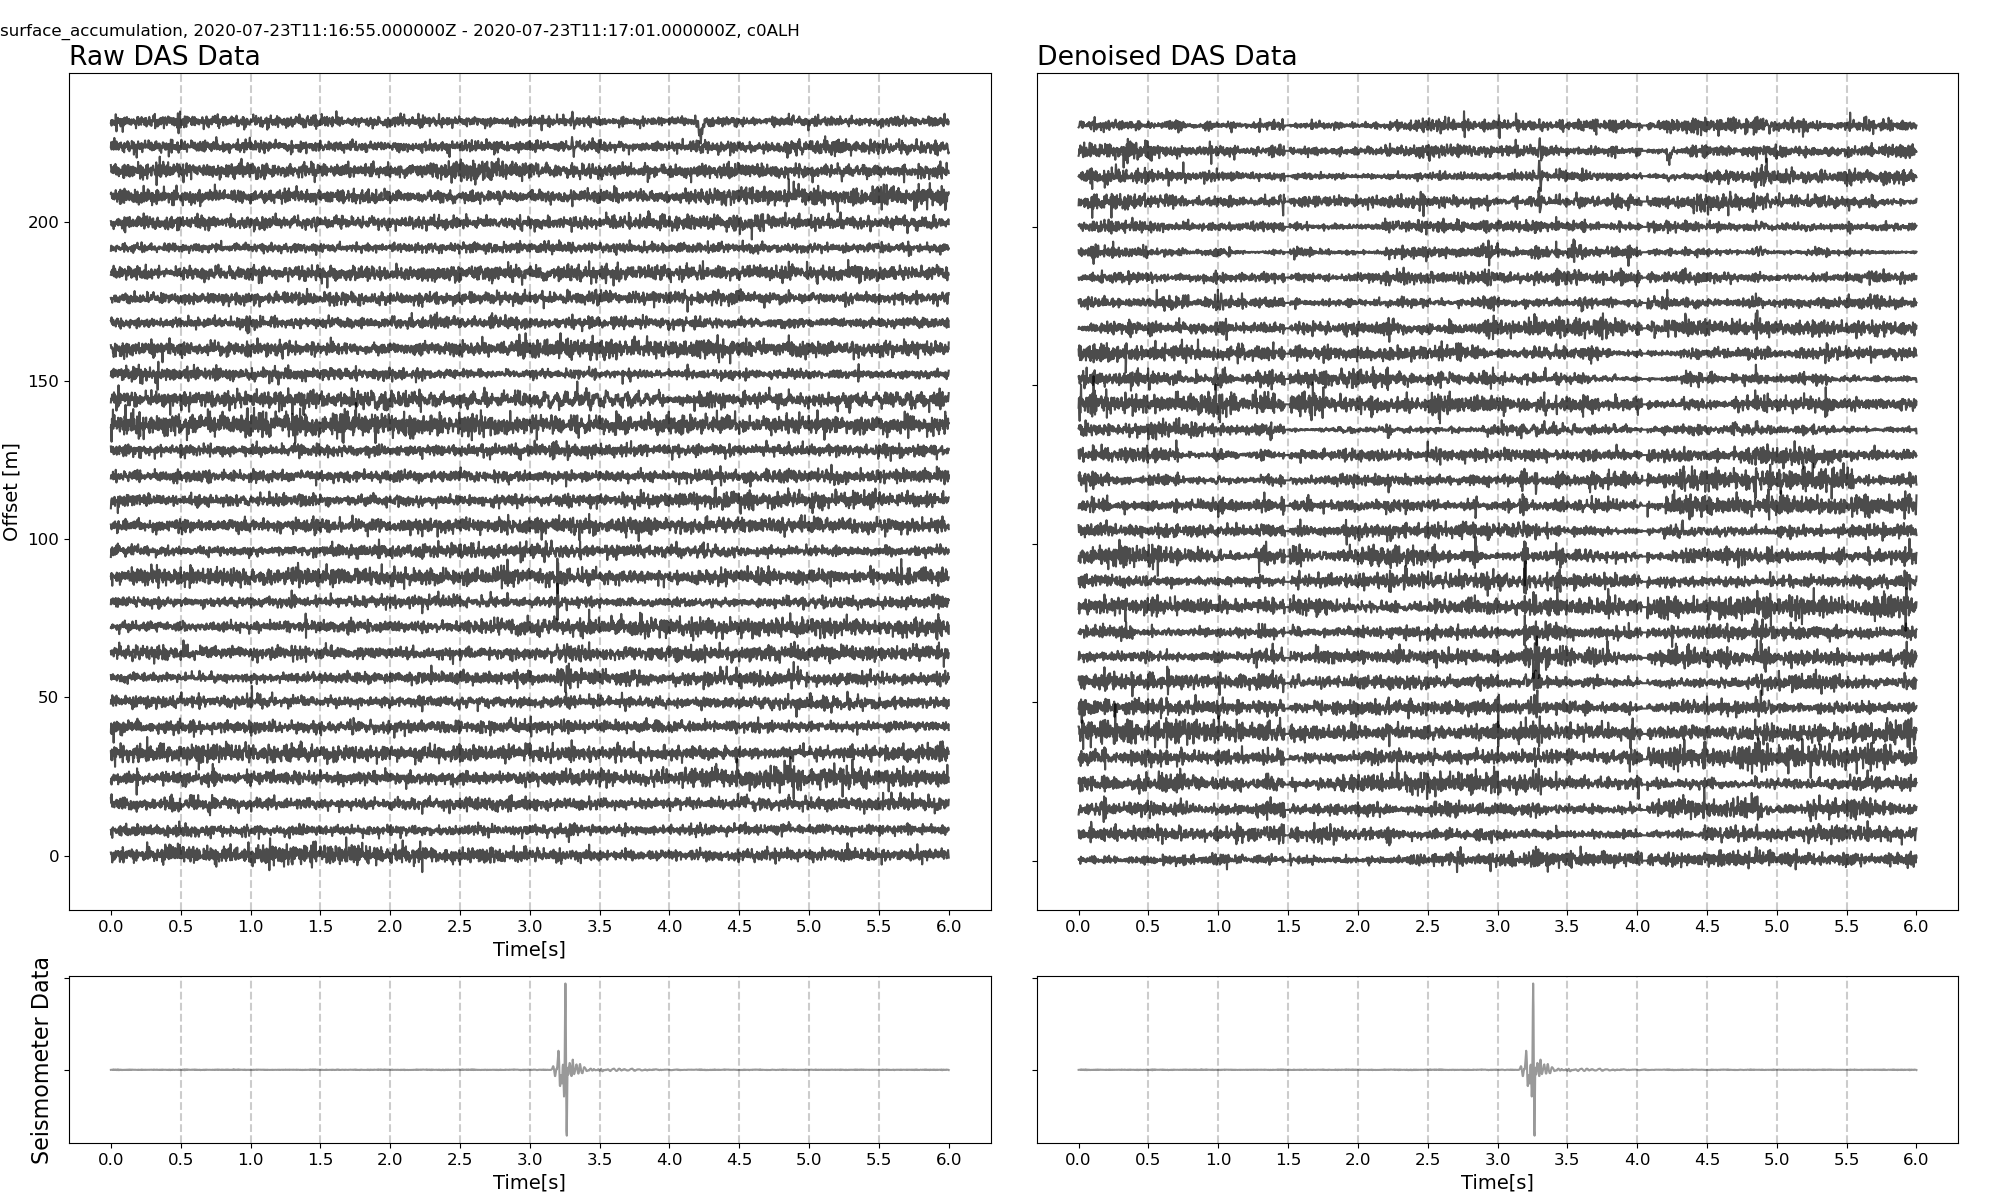 surface_accumulation, 2020-07-23T11:16:55.000000Z - 2020-07-23T11:17:01.000000Z, c0ALH
Raw DAS Data
Denoised DAS Data
Offset [m]
200
150
100
50
0
0.0 0.5 1.0 1.5 2.0 2.5 3.0 3.5 4.0 4.5 5.0 5.5 6.0
Time[s]
0.0 0.5 1.0 1.5 2.0 2.5 3.0 3.5 4.0 4.5 5.0 5.5 6.0
Seismometer Data
0.0 0.5 1.0 1.5 2.0 2.5 3.0 3.5 4.0 4.5 5.0 5.5 6.0
Time[s]
0.0 0.5 1.0 1.5 2.0 2.5 3.0 3.5 4.0 4.5 5.0 5.5 6.0
Time[s]